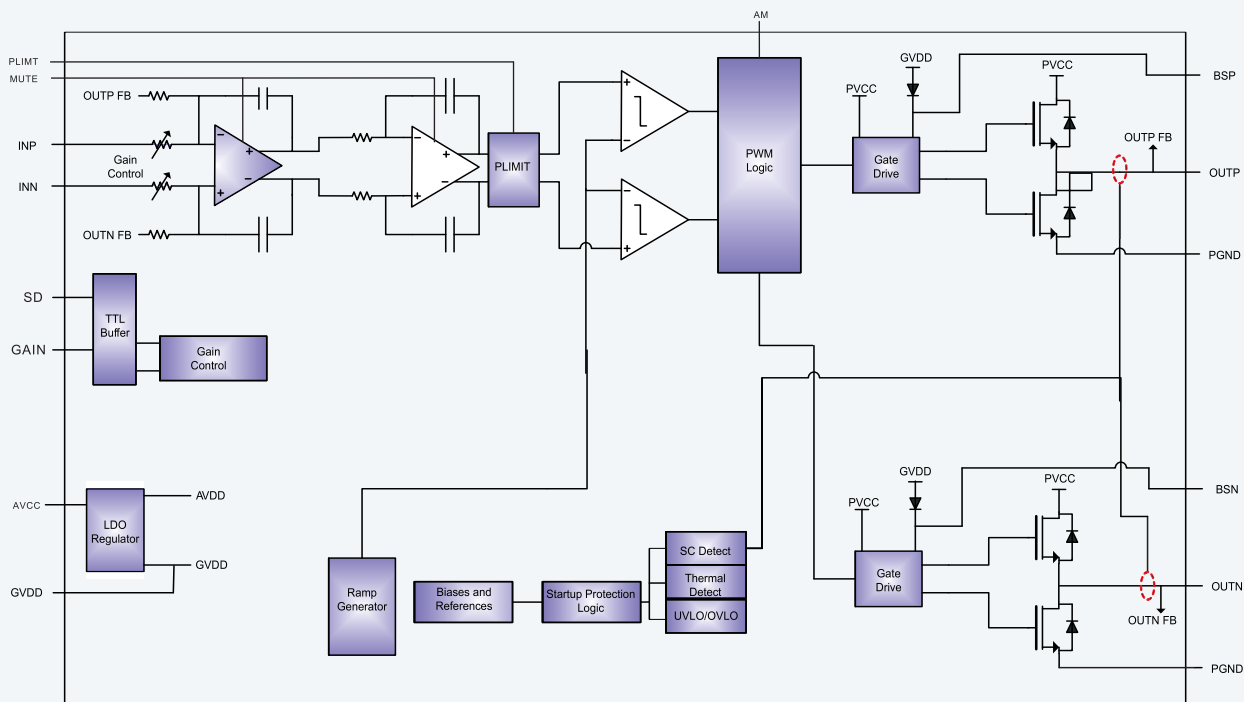 AM
PLIMT
MUTE
OUTP FB
INP
Gain
Control
INN
OUTN FB
+
−
+
−
+
−
+
−
PLIMIT
+
−
−
+
PWM
Logic
PVCC
GVDD
Gate
Drive
PVCC
BSP
OUTP FB
OUTP
PGND
SD
GAIN
TTL
Buffer
Gain
Control
AVCC
GVDD
LDO
Regulator
AVDD
GVDD
Ramp
Generator
Biases and
References
Startup Protection
Logic
SC Detect
Thermal
Detect
UVLO/OVLO
PVCC
GVDD
Gate
Drive
PVCC
BSN
OUTN
OUTN FB
PGND